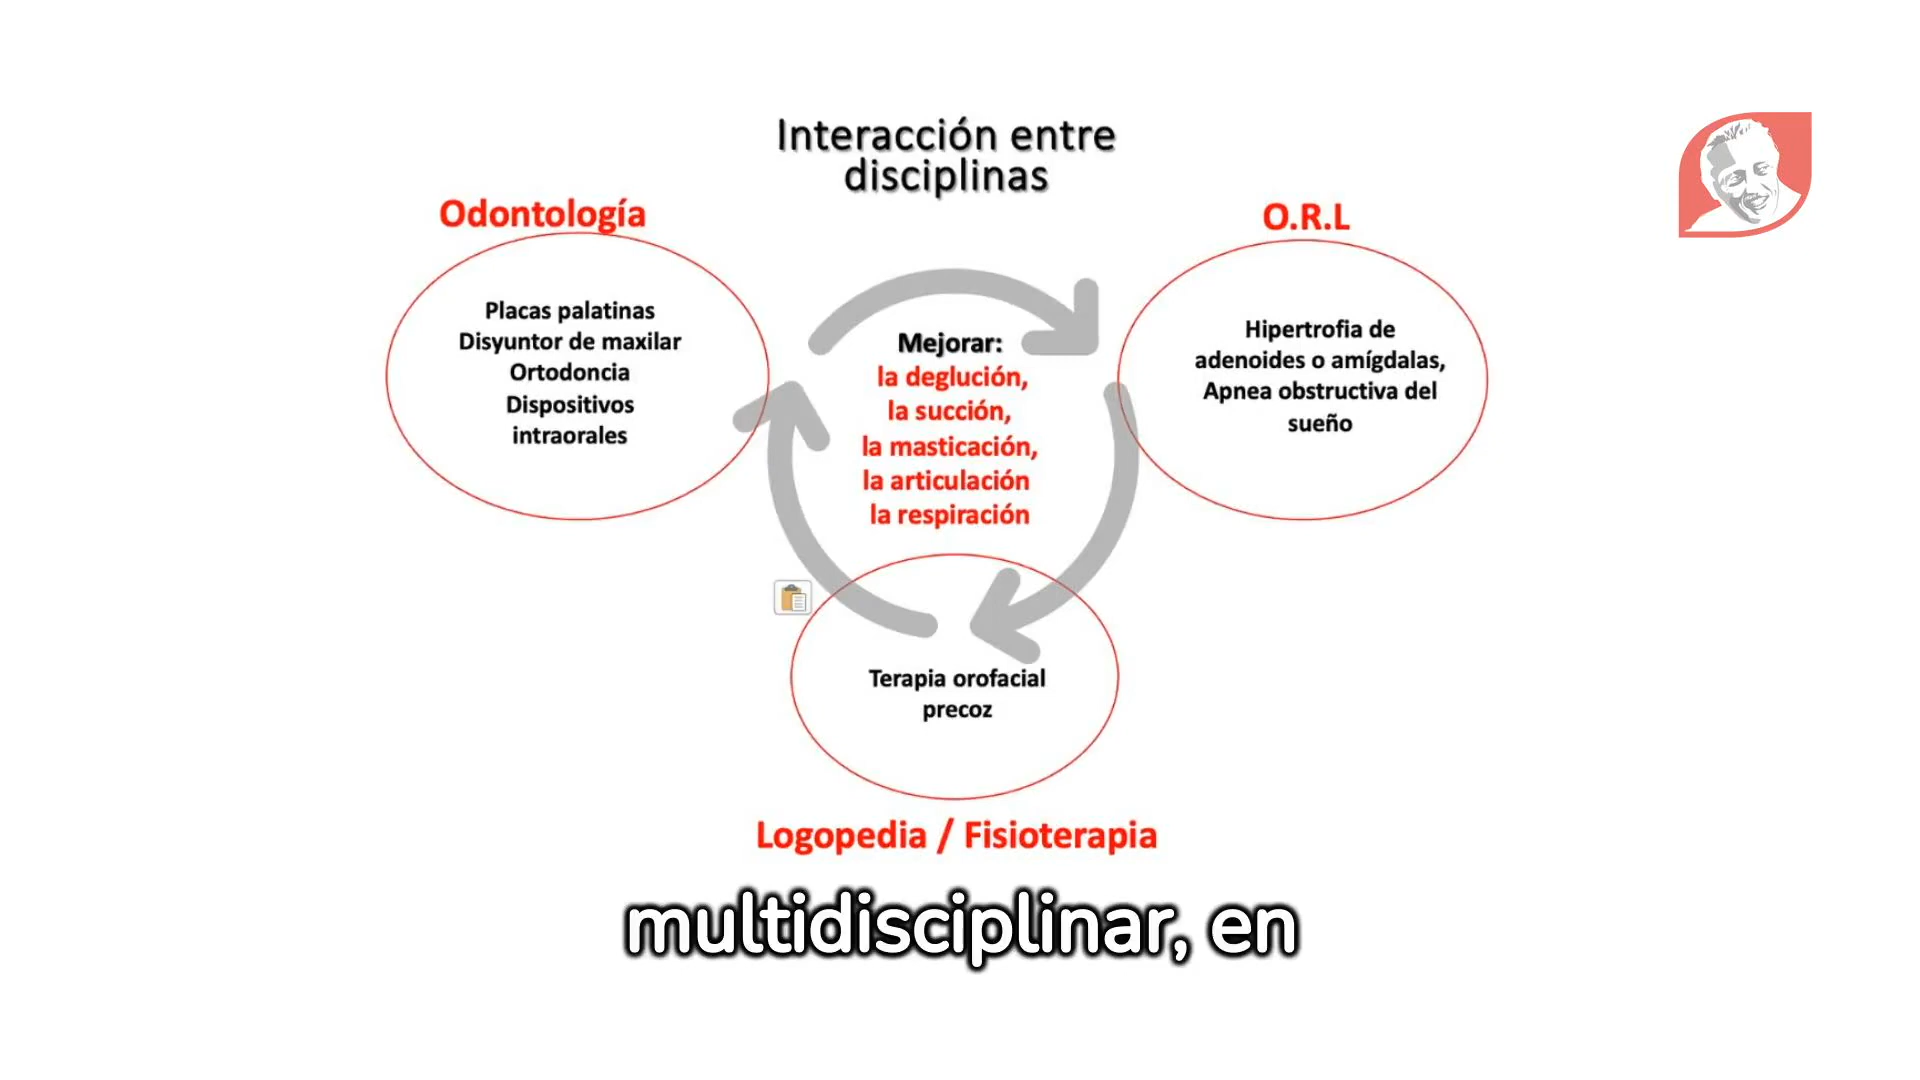 Interacción entre
disciplinas
Odontología
Placas palatinas
Disyuntor de maxilar
Ortodoncia
Dispositivos
intraorales
Mejorar:
la deglución,
la succión,
la masticación,
la articulación
la respiración
O.R.L
Hipertrofia de
adenoides o amígdalas,
Apnea obstructiva del
sueño
Terapia orofacial
precoz
Logopedia / Fisioterapia
multidisciplinar, en